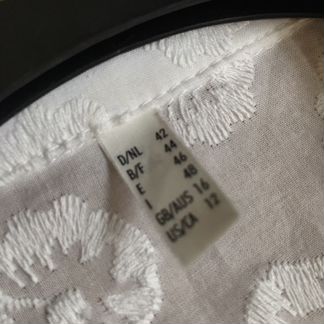 D/NL 42
B/F 44
E 46
I 48
GB/AUS 16
US/CA 12